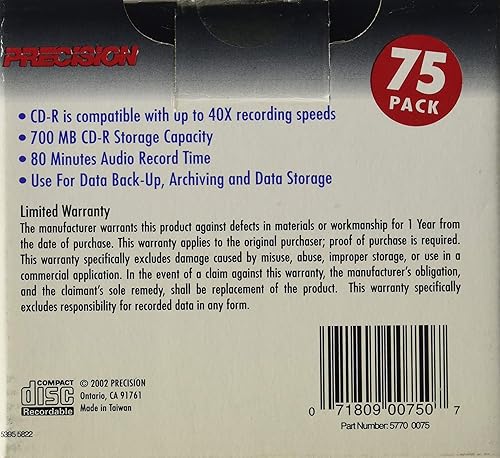 PRECISION
75
PACK
• CD-R is compatible with up to 40X recording speeds
• 700 MB CD-R Storage Capacity
• 80 Minutes Audio Record Time
• Use For Data Back-Up, Archiving and Data Storage
Limited Warranty
The manufacturer warrants this product against defects in materials or workmanship for 1 Year from
the date of purchase. This warranty applies to the original purchaser; proof of purchase is required.
This warranty specifically excludes damage caused by misuse, abuse, improper storage, or use in a
commercial application. In the event of a claim against this warranty, the manufacturer's obligation,
and the claimant's sole remedy, shall be replacement of the product. This warranty specifically
excludes responsibility for recorded data in any form.
COMPACT
disc
Recordable
© 2002 PRECISION
Ontario, CA 91761
Made in Taiwan
0 71809 00750 7
Part Number: 5770 0075
5395.5822